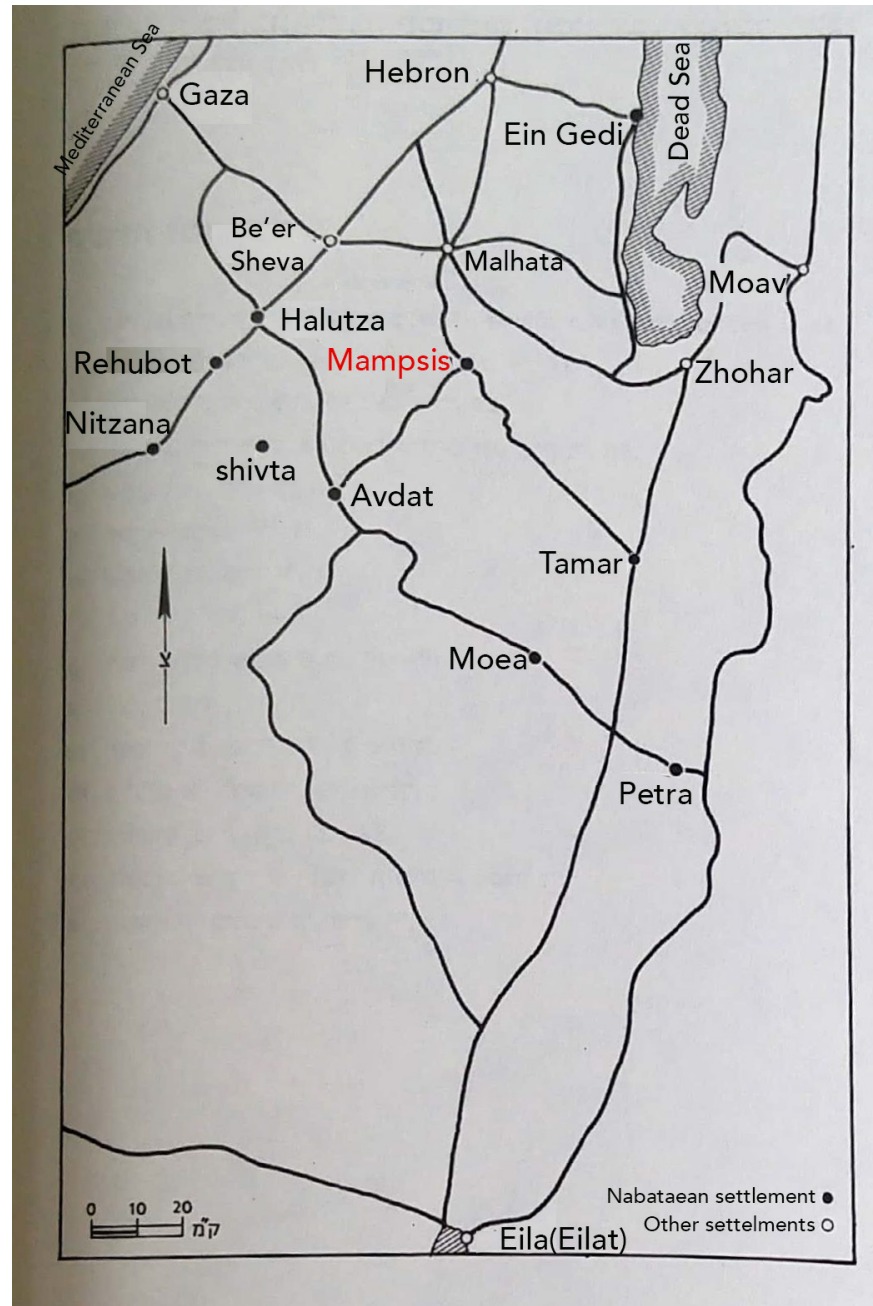 Mediterranean Sea
Gaza
Hebron
Ein Gedi
Dead Sea
Be'er
Sheva
Malhata
Moav
Halutza
Rehubot
Mampsis
Zhohar
Nitzana
shivta
Avdat
Tamar
צ
Moea
Petra
0 10 20
ק"מ
Nabataean settlement
Other settelments
Eila(Eilat)